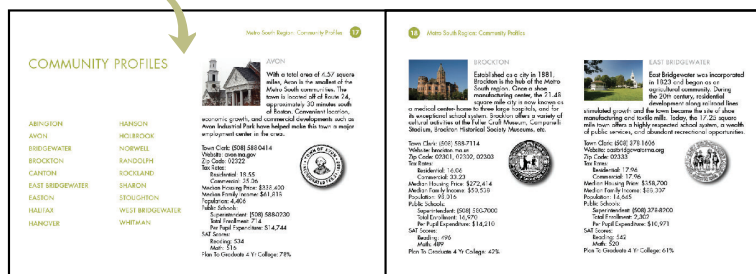 Metro South Region: Community Profiles 17
COMMUNITY PROFILES
ABINGTON
AVON
BRIDGEWATER
BROCKTON
CANTON
EAST BRIDGEWATER
EASTON
HALIFAX
HANOVER
HANSON
HOLBROOK
NORWELL
RANDOLPH
ROCKLAND
SHARON
STOUGHTON
WEST BRIDGEWATER
WHITMAN
AVON
With a total area of 4.57 square
miles, Avon is the smallest of the
Metro South communities. The
town is located off of Route 24,
approximately 30 minutes south
of Boston. Convenient location,
economic growth, and commercial developments such as
Avon Industrial Park have helped make this town a major
employment center in the area.
Town Clerk: (508) 588-0414
Website: avon-ma.gov
Zip Code: 02322
Tax Rates:
Residential: 18.55
Commercial: 35.06
Median Housing Price:
Median Family Income:
Population: 4,406
Public Schools:
Superintendent: (508) 588-0230
Total Enrollment: 714
Per Pupil Expenditure: $14,744
SAT Scores:
Reading: 534
Math: 516
Plan To Graduate 4 Yr College: 78%
18 Metro South Region: Community Profiles
BROCKTON
Established as a city in 1881,
Brockton is the hub of the Metro
South region. Once a shoe
manufacturing center, the 21.48
square mile city is now known as
a medical center-home to three large hospitals, and for
its exceptional school system. Brockton offers a variety of
cultural activities at the Fuller Craft Museum, Campanelli
Stadium, Brockton Historical Society Museums, etc.
Town Clerk: (508) 588-7114
Website: brockton.ma.us
Zip Code: 02301, 02302, 02303
Tax Rates:
Residential: 16.06
Commercial: 33.23
Median Housing Price: $272,414
Median Family Income:
Population:
Public Schools:
Superintendent: (508) 580-7000
Total Enrollment: 16,970
Per Pupil Expenditure: $14,210
SAT Scores:
Reading: 496
Math: 489
Plan To Graduate 4 Yr College: 42%
EAST BRIDGEWATER
East Bridgewater was incorporated
in 1823 and began as an
agricultural community. During
the 20th century, residential
development along railroad lines
stimulated growth and the town became the site of shoe
manufacturing and textile mills. Today, the 17.25 square
mile town offers a highly respected school system, a wealth
of public services, and abundant recreational opportunities.
Town Clerk: (508) 378-1606
Website: eastbridgewaterma.org
Zip Code: 02333
Tax Rates:
Residential: 17.96
Commercial: 17.96
Median Housing Price: $358,700
Median Family Income:
Population:
Public Schools:
Superintendent: (508) 378-8200
Total Enrollment: 2,302
Per Pupil Expenditure: $10,971
SAT Scores:
Reading: 542
Math: 520
Plan To Graduate 4 Yr College: 61%